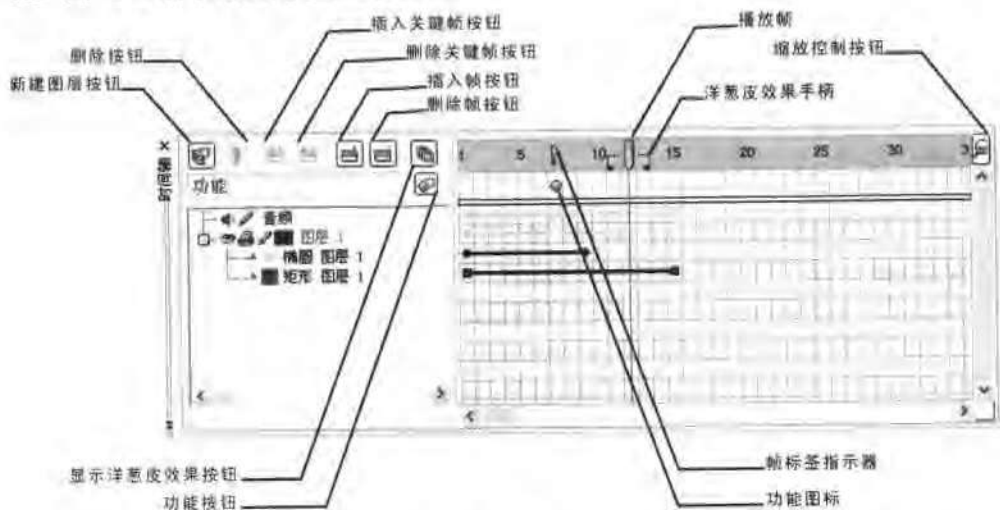 插入关键帧按钮
播放帧
删除按钮
删除关键帧按钮
缩放控制按钮
新建图层按钮
插入帧按钮
洋葱皮效果手柄
删除帧按钮
时间轴
1 5 10 15 20 25 30 3
功能
音频
图层 1
椭圆 图层 1
矩形 图层 1
显示洋葱皮效果按钮
帧标签指示器
功能按钮
功能图标